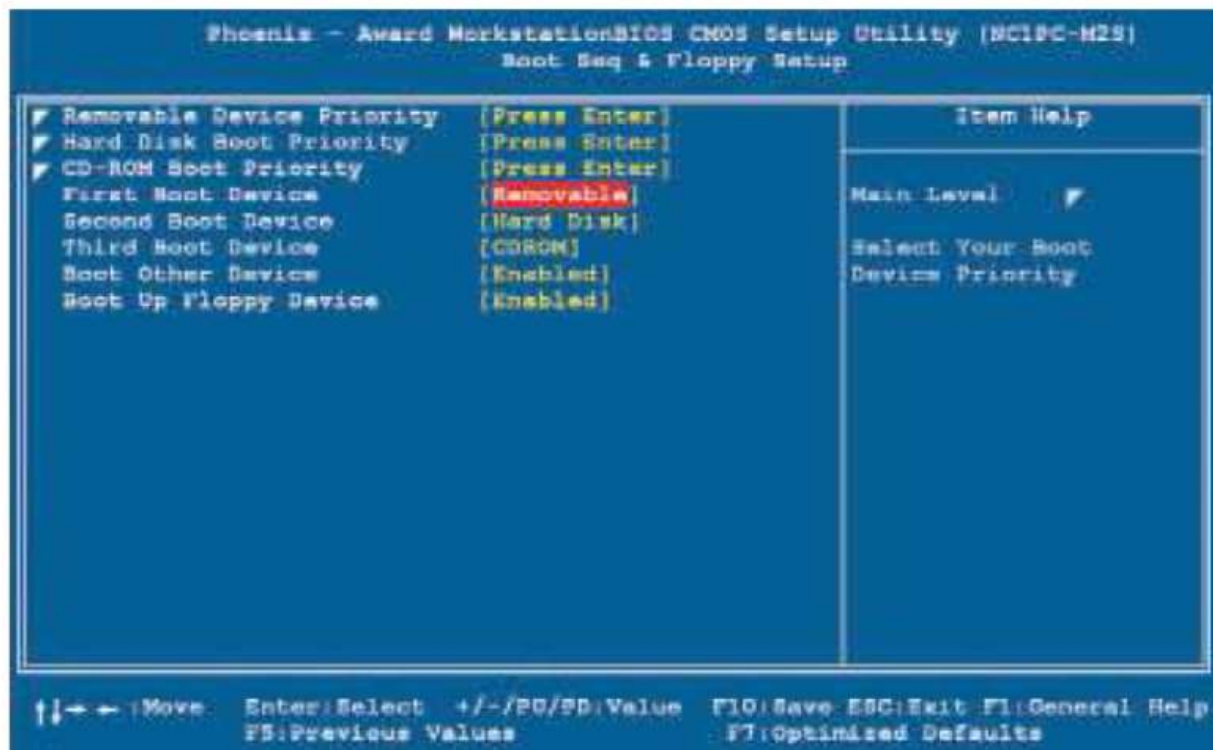 Phoenix - Award WorkstationBIOS CMOS Setup Utility (NC1PC-M2S)
Boot Seq & Floppy Setup
Removable Device Priority [Press Enter]
Hard Disk Boot Priority [Press Enter]
CD-ROM Boot Priority [Press Enter]
First Boot Device [Removable]
Second Boot Device [Hard Disk]
Third Boot Device [CDROM]
Boot Other Device [Enabled]
Boot Up Floppy Device [Enabled]
Item Help
Main Level
Select Your Boot
Device Priority
:Move Enter:Select +/-/PU/PD:Value F10:Save ESC:Exit F1:General Help
F5:Previous Values F7:Optimized Defaults